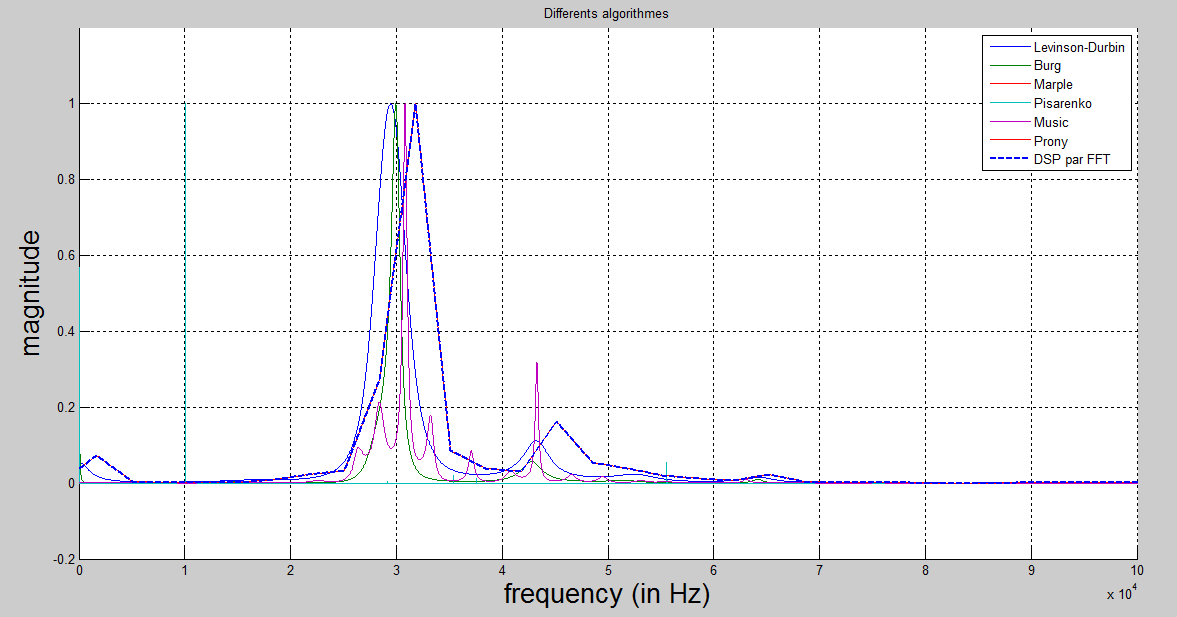 Differents algorithmes
Levinson-Durbin
Burg
Marple
Pisarenko
Music
Prony
DSP par FFT
magnitude
1
0.8
0.6
0.4
0.2
0
-0.2
0 1 2 3 4 5 6 7 8 9 10
x 10^4
frequency (in Hz)